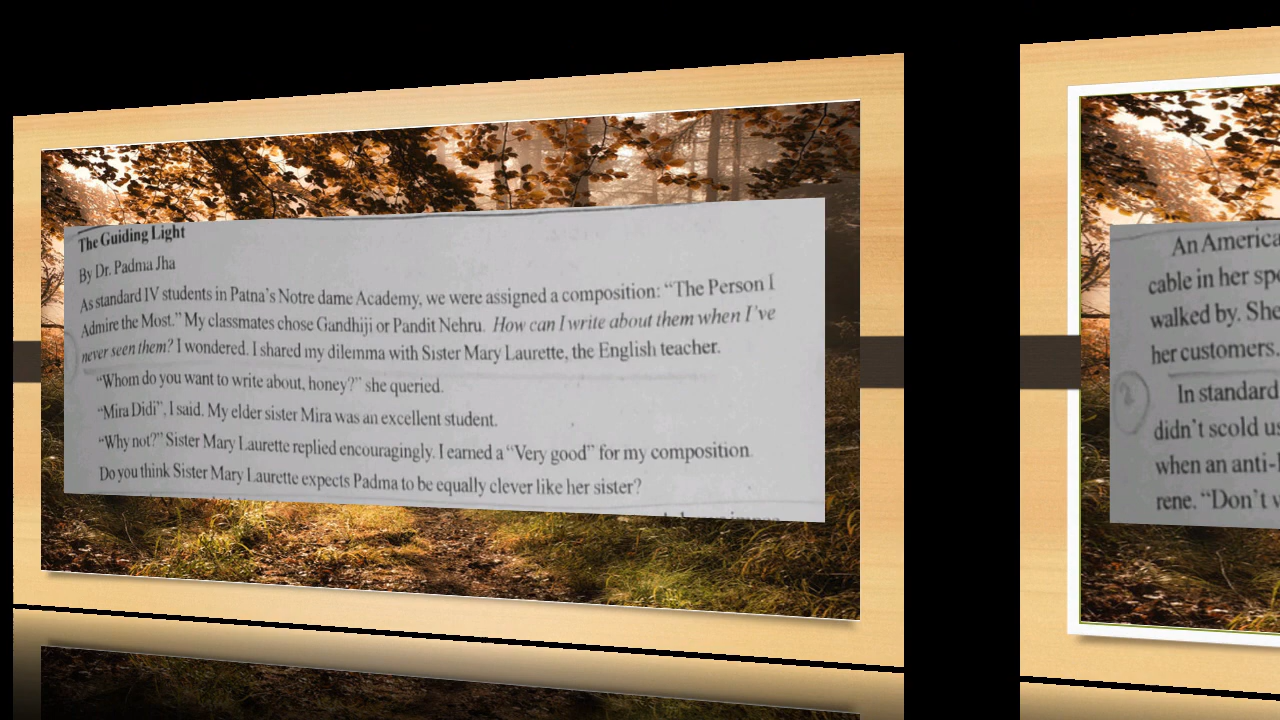 The Guiding Light
By Dr. Padma Jha
As standard IV students in Patna's Notre dame Academy, we were assigned a composition: “The Person I
Admire the Most.” My classmates chose Gandhiji or Pandit Nehru. How can I write about them when I've
never seen them? I wondered. I shared my dilemma with Sister Mary Laurette, the English teacher.
“Whom do you want to write about, honey?” she queried.
“Mira Didi”, I said. My elder sister Mira was an excellent student.
“Why not?” Sister Mary Laurette replied encouragingly. I earned a “Very good” for my composition.
Do you think Sister Mary Laurette expects Padma to be equally clever like her sister?
An America
cable in her spo
walked by. She
her customers.
2
In standard
didn't scold us
when an anti-
rene. “Don't w